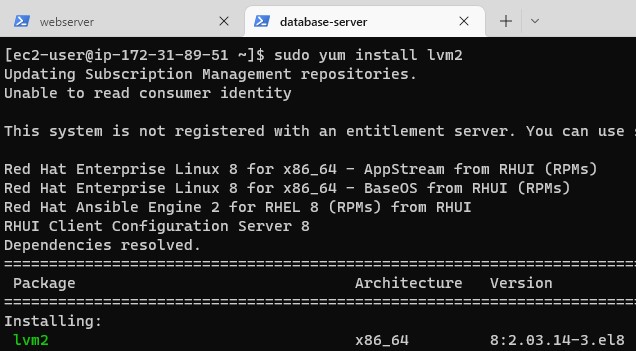 webserver
database-server
[ec2-user@ip-172-31-89-51 ~]$ sudo yum install lvm2
Updating Subscription Management repositories.
Unable to read consumer identity
This system is not registered with an entitlement server. You can use
Red Hat Enterprise Linux 8 for x86_64 - AppStream from RHUI (RPMs)
Red Hat Enterprise Linux 8 for x86_64 - BaseOS from RHUI (RPMs)
Red Hat Ansible Engine 2 for RHEL 8 (RPMs) from RHUI
RHUI Client Configuration Server 8
Dependencies resolved.
Package Architecture Version
Installing:
lvm2 x86_64 8:2.03.14-3.el8